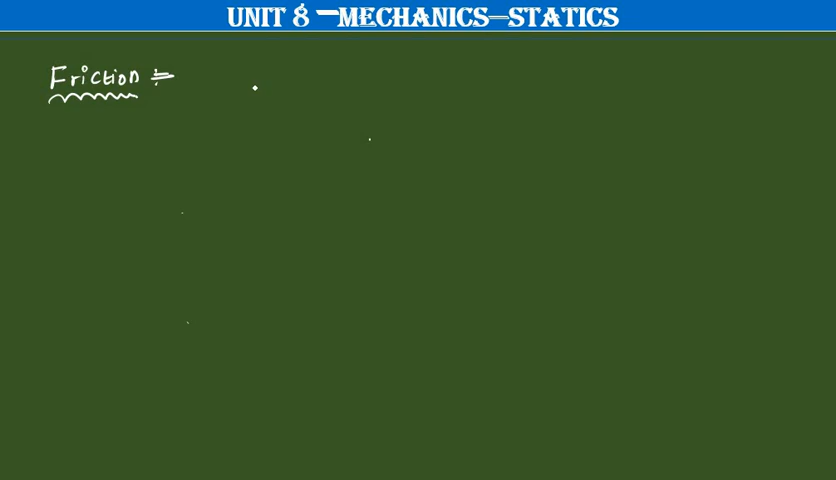 UNIT 8 – MECHANICS – STATICS
Friction :-